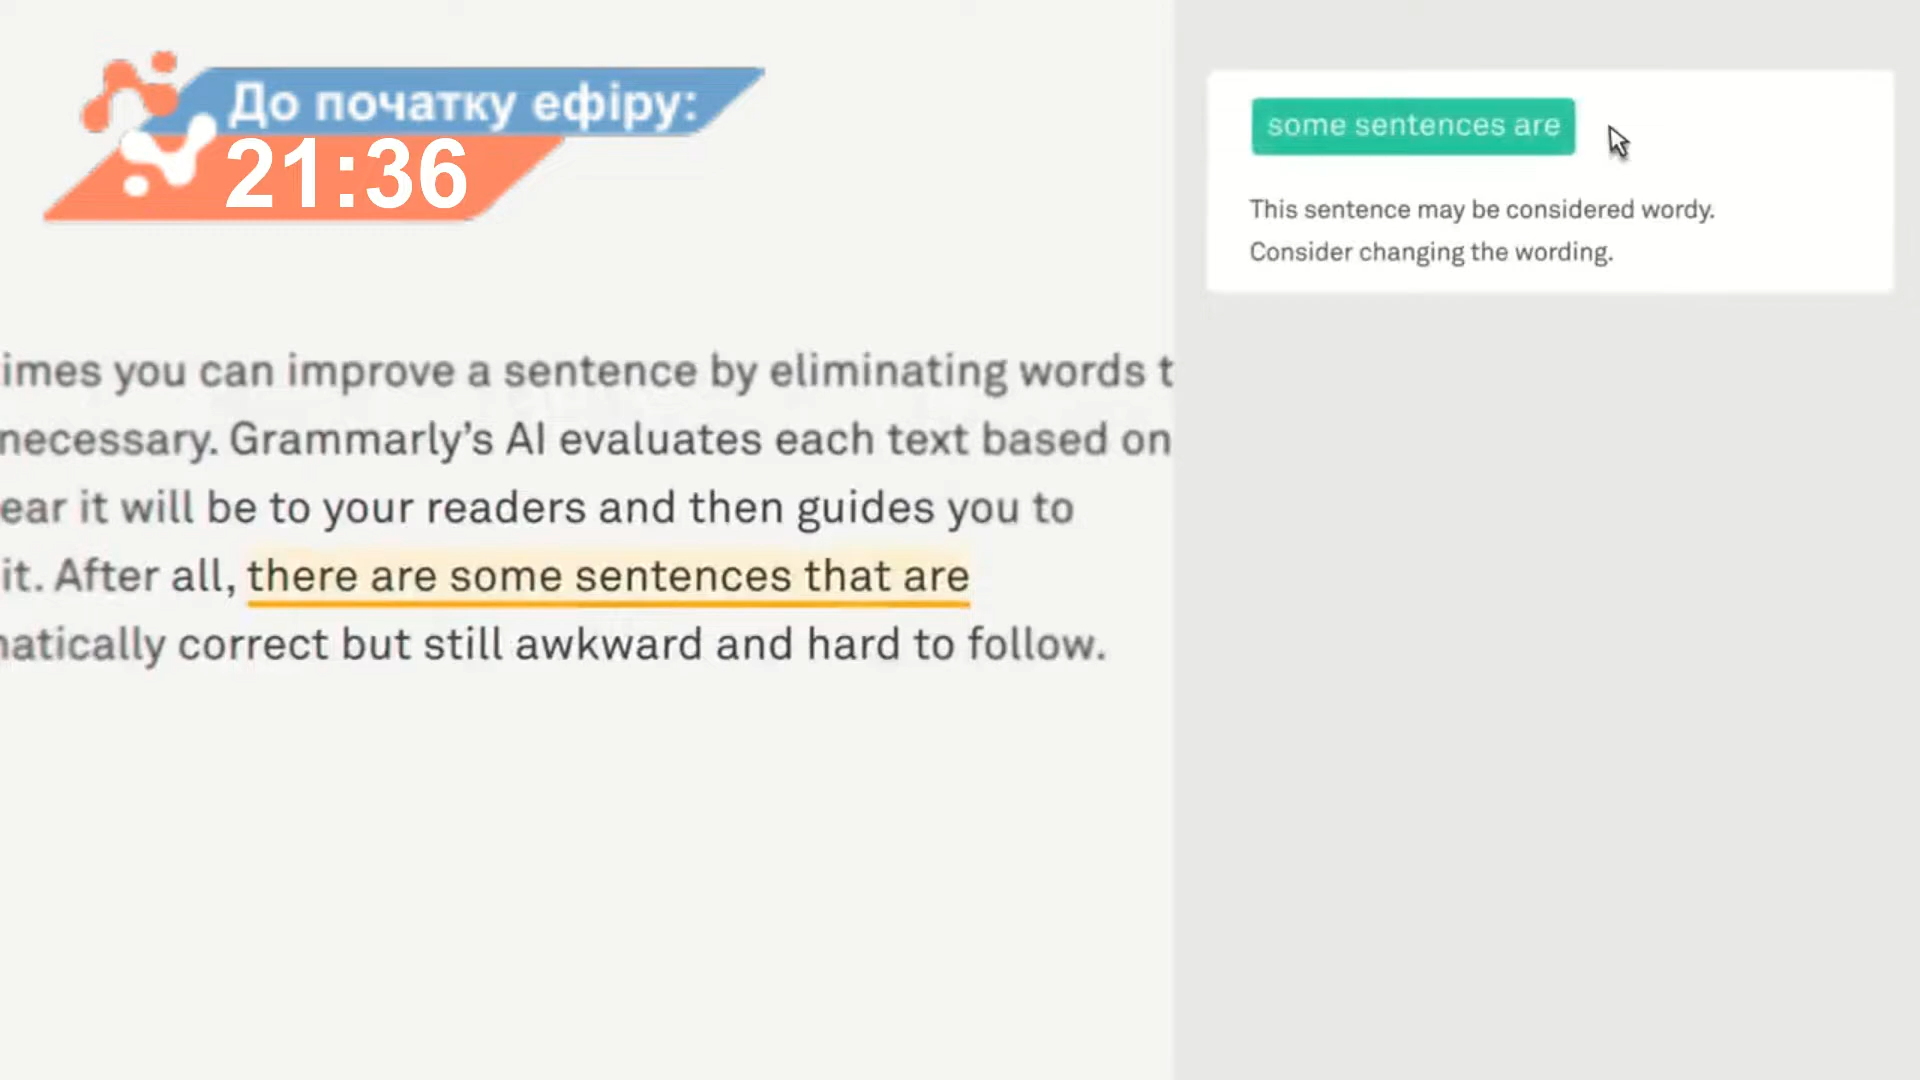 До початку ефіру:
21:36
some sentences are
This sentence may be considered wordy.
Consider changing the wording.
imes you can improve a sentence by eliminating words t
necessary. Grammarly’s AI evaluates each text based on
ear it will be to your readers and then guides you to
it. After all, there are some sentences that are
natically correct but still awkward and hard to follow.